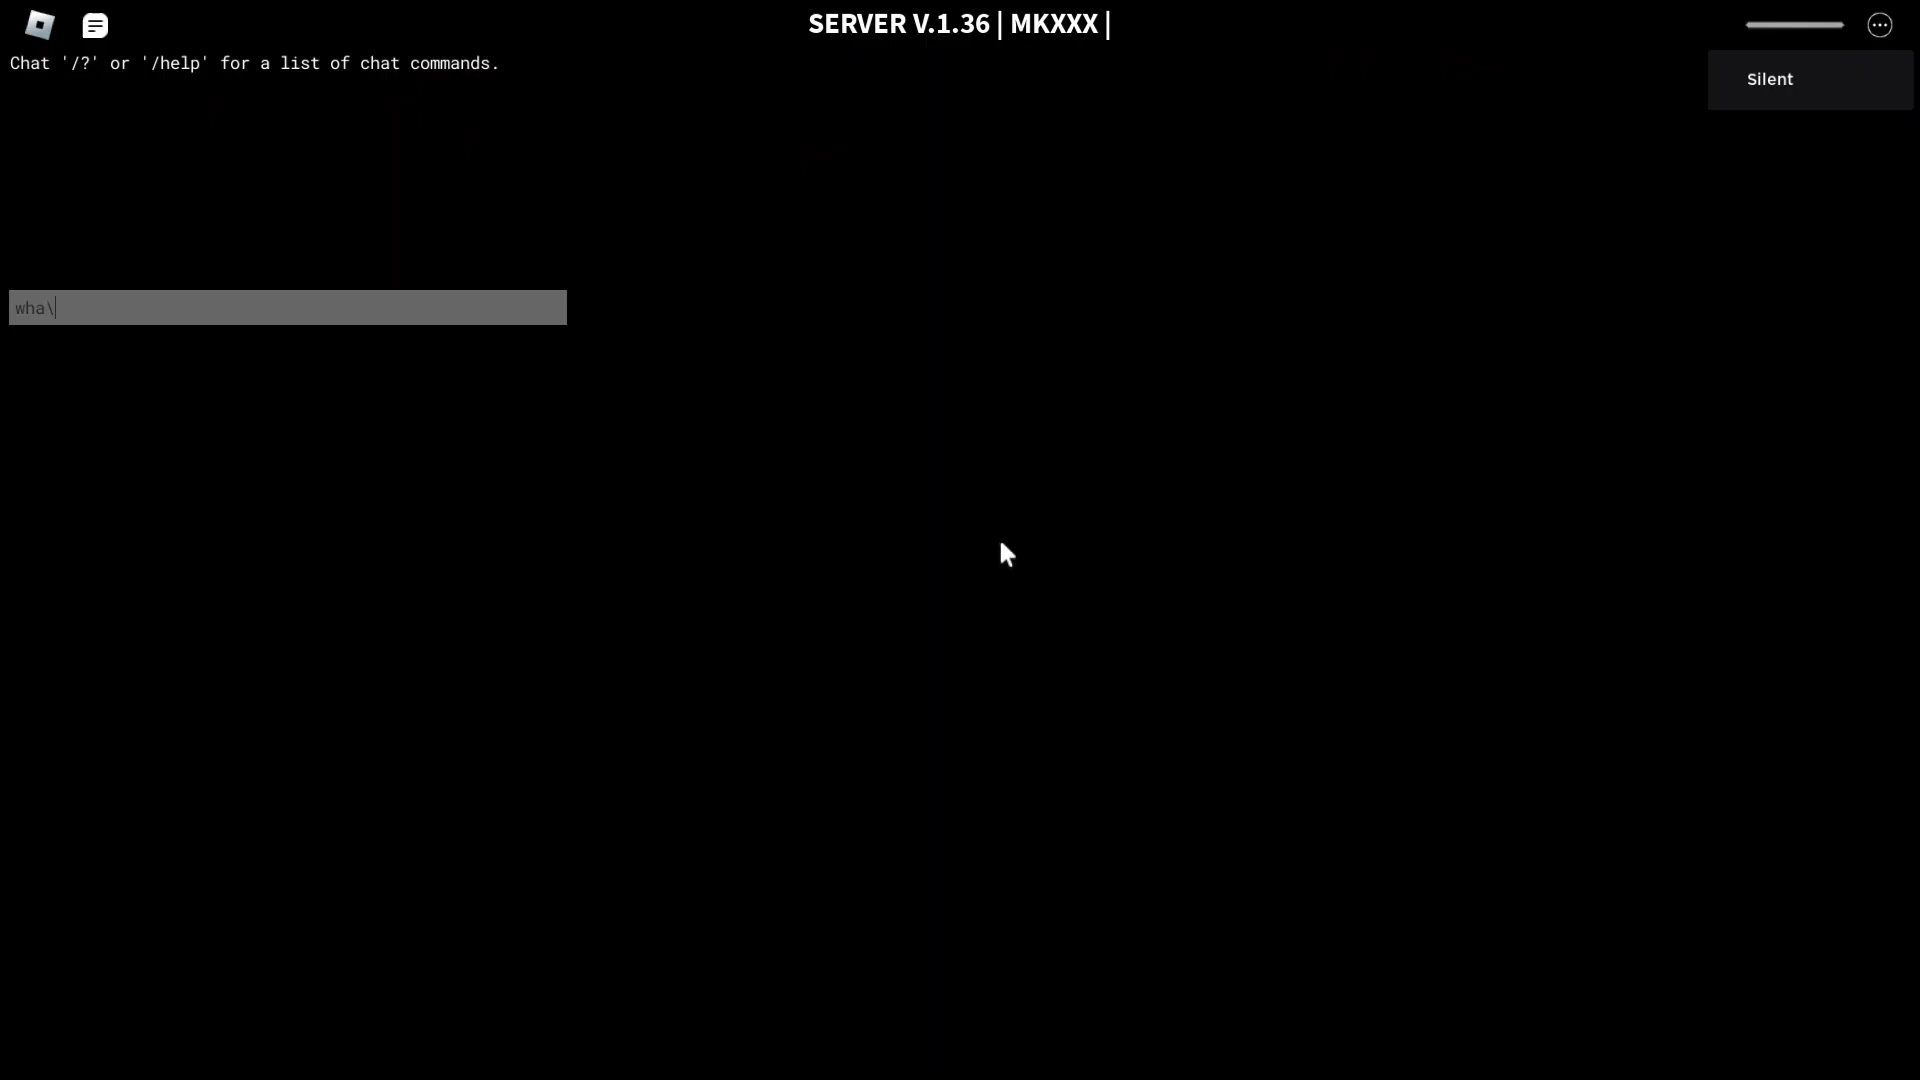 SERVER V.1.36 | MKXXX |
Chat '/?' or '/help' for a list of chat commands.
Silent
wha\